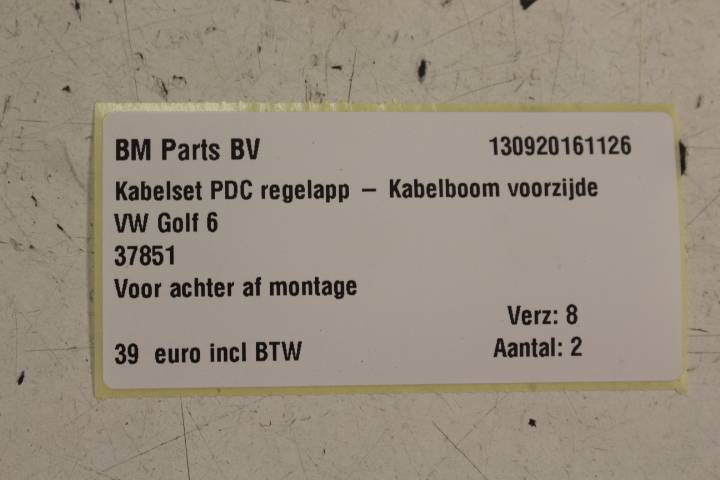 BM Parts BV 130920161126
Kabelset PDC regelapp – Kabelboom voorzijde
VW Golf 6
37851
Voor achter af montage
Verz: 8
39 euro incl BTW Aantal: 2